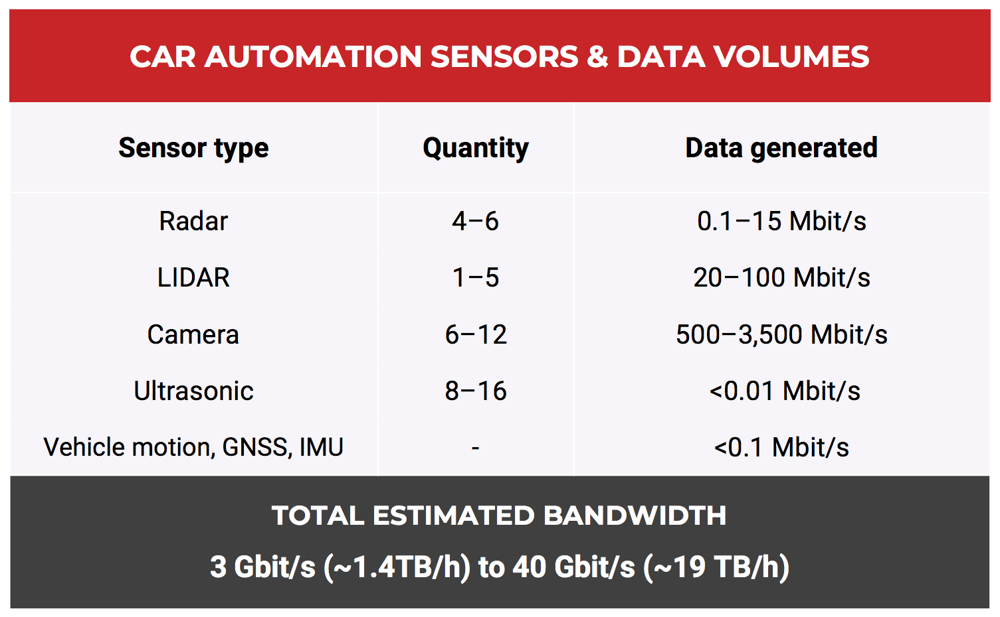 CAR AUTOMATION SENSORS & DATA VOLUMES
Sensor type Quantity Data generated
Radar 4–6 0.1–15 Mbit/s
LIDAR 1–5 20–100 Mbit/s
Camera 6–12 500–3,500 Mbit/s
Ultrasonic 8–16 <0.01 Mbit/s
Vehicle motion, GNSS, IMU - <0.1 Mbit/s
TOTAL ESTIMATED BANDWIDTH
3 Gbit/s (~1.4TB/h) to 40 Gbit/s (~19 TB/h)